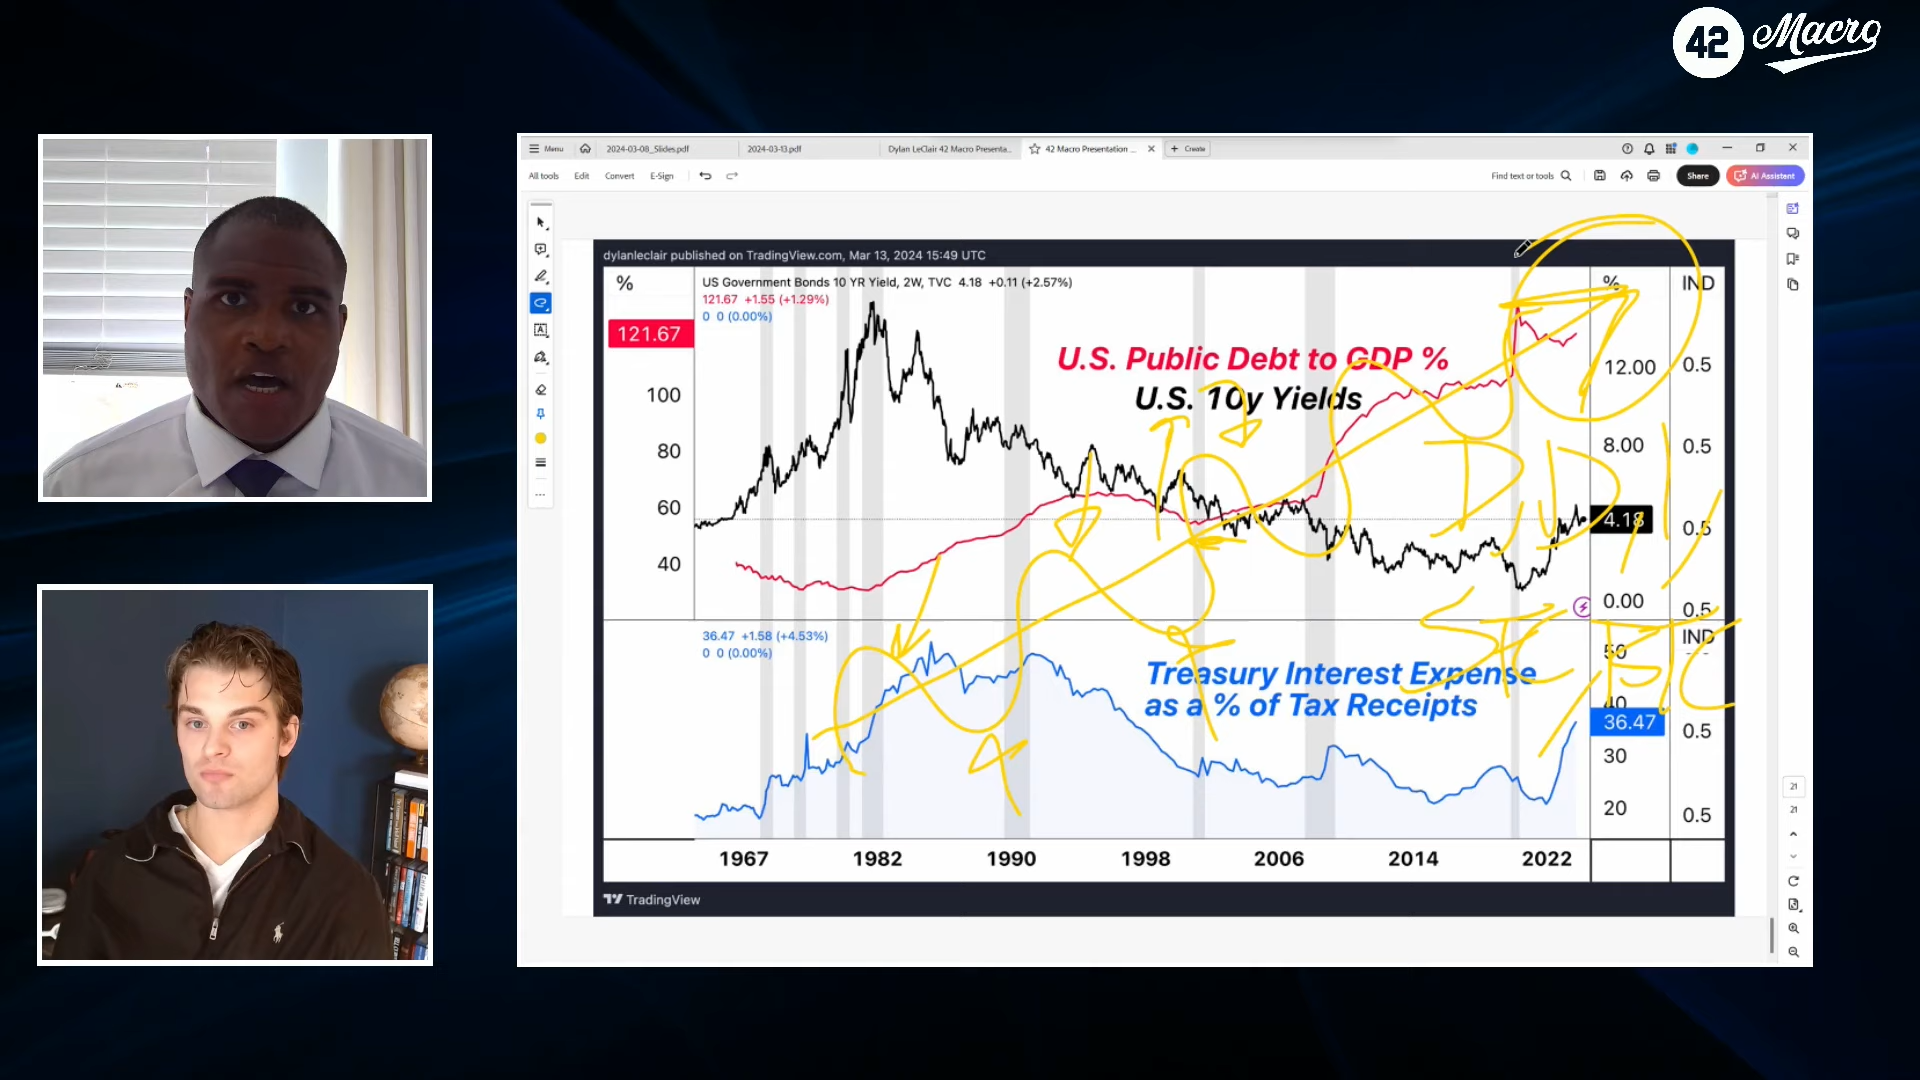 42 Macro
Menu
2024-03-08_Slides.pdf
2024-03-13.pdf
Dylan LeClair 42 Macro Presenta...
42 Macro Presentation ...
Create
All tools
Edit
Convert
E-Sign
Find text or tools
Share
AI Assistant
dylanleclair published on TradingView.com, Mar 13, 2024 15:49 UTC
%
US Government Bonds 10 YR Yield, 2W, TVC 4.18 +0.11 (+2.57%)
121.67 +1.55 (+1.29%)
0 0 (0.00%)
121.67
100
80
60
40
U.S. Public Debt to GDP %
U.S. 10y Yields
%
12.00
8.00
4.18
0.00
IND
0.5
0.5
0.5
0.5
36.47 +1.58 (+4.53%)
0 0 (0.00%)
Treasury Interest Expense
as a % of Tax Receipts
50
40
36.47
30
20
IND
0.5
0.5
1967
1982
1990
1998
2006
2014
2022
TradingView
21
21